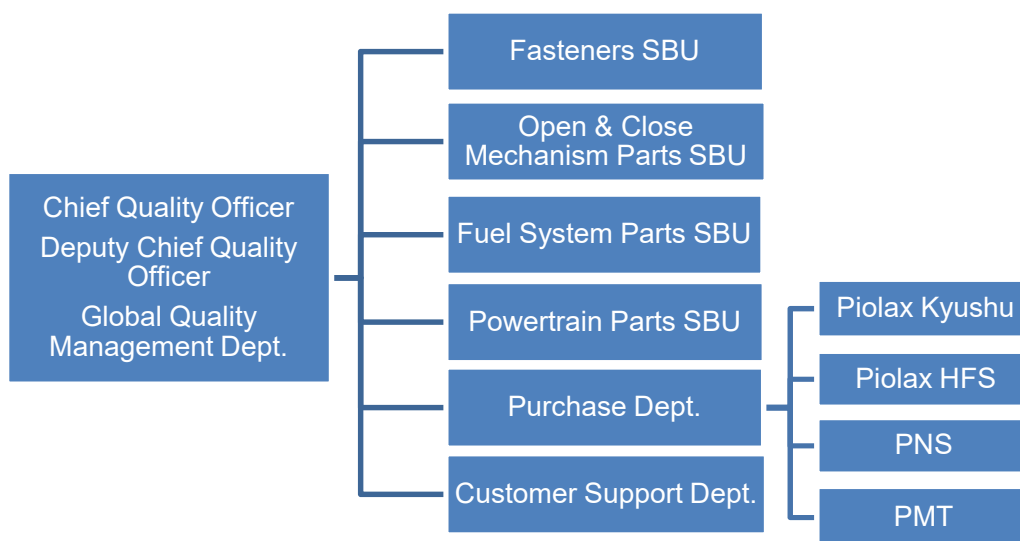 Chief Quality Officer
Deputy Chief Quality
Officer
Global Quality
Management Dept.
Fasteners SBU
Open & Close
Mechanism Parts SBU
Fuel System Parts SBU
Powertrain Parts SBU
Purchase Dept.
Customer Support Dept.
Piolax Kyushu
Piolax HFS
PNS
PMT